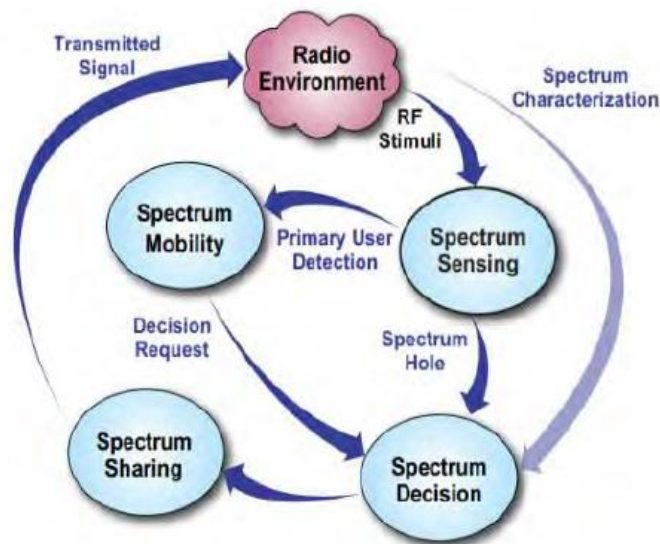 Transmitted
Signal
Radio
Environment
Spectrum
Characterization
RF
Stimuli
Spectrum
Mobility
Primary User
Detection
Spectrum
Sensing
Decision
Request
Spectrum
Hole
Spectrum
Sharing
Spectrum
Decision